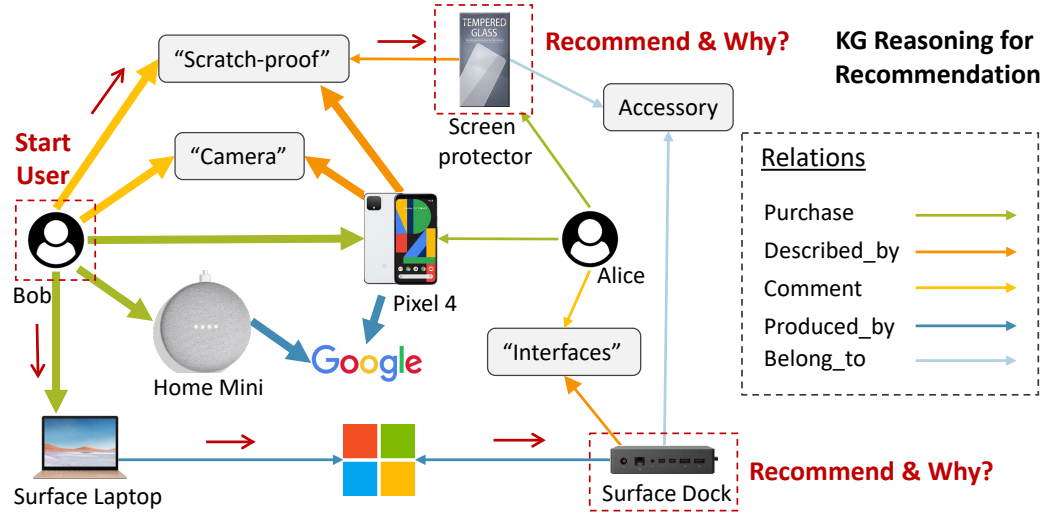 TEMPERED
GLASS
Recommend & Why?
KG Reasoning for
Recommendation
“Scratch-proof”
Accessory
Screen
protector
Start
User
“Camera”
Relations
Purchase
Described_by
Comment
Produced_by
Belong_to
Bob
Pixel 4
Alice
Google
“Interfaces”
Home Mini
Surface Laptop
Surface Dock
Recommend & Why?